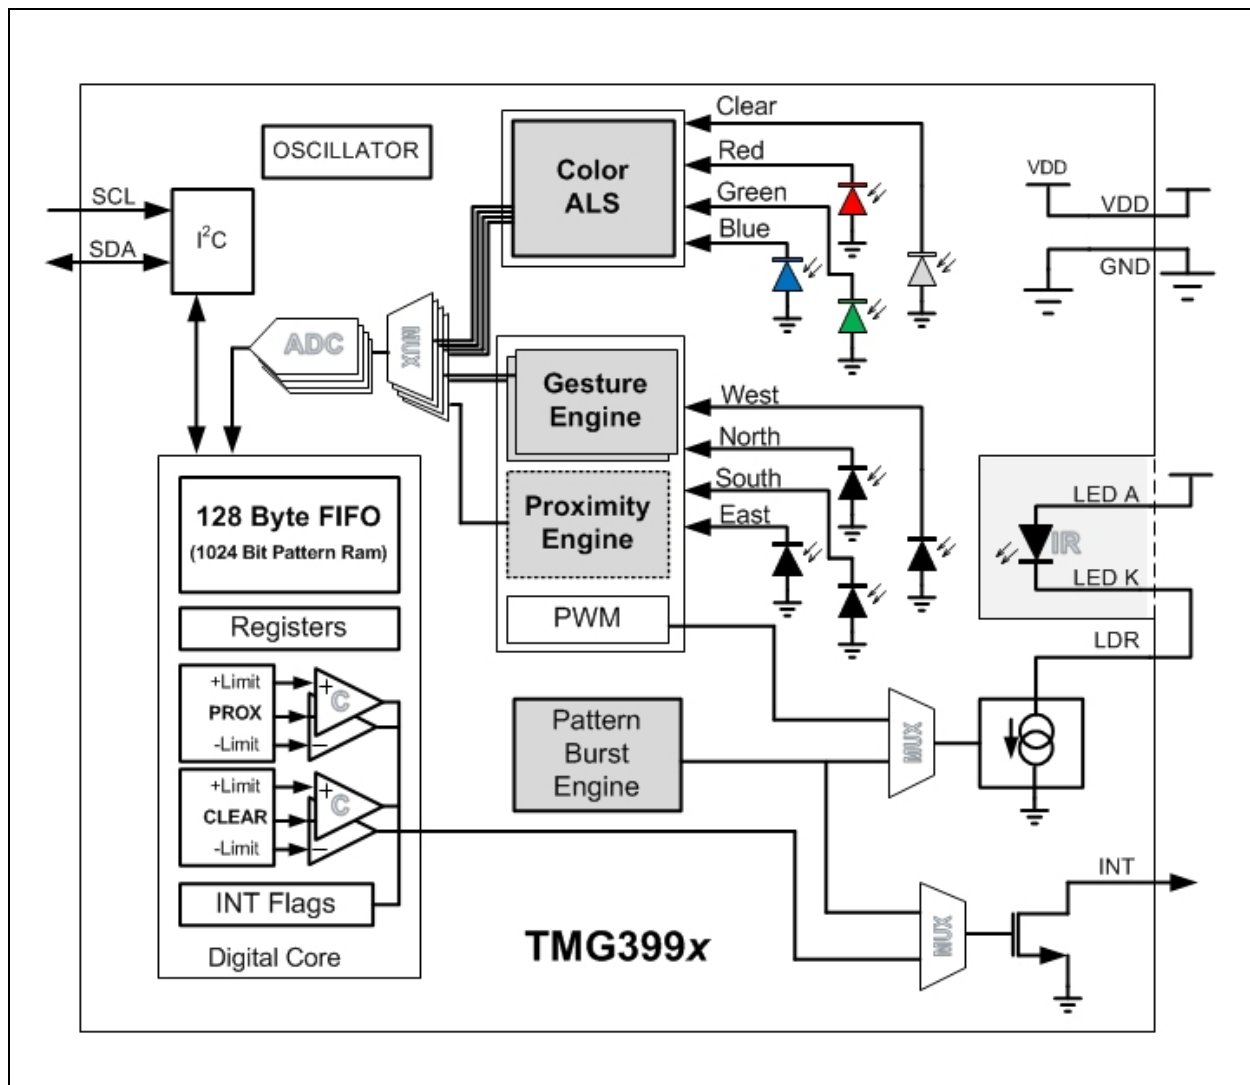 OSCILLATOR
SCL
SDA
I²C
ADC
MUX
Color
ALS
Clear
Red
Green
Blue
VDD
VDD
GND
Gesture
Engine
Proximity
Engine
PWM
West
North
South
East
LED A
IR
LED K
LDR
128 Byte FIFO
(1024 Bit Pattern Ram)
Registers
+Limit
PROX
-Limit
+
C
−
+Limit
CLEAR
-Limit
+
C
−
INT Flags
Digital Core
Pattern
Burst
Engine
MUX
MUX
INT
TMG399x